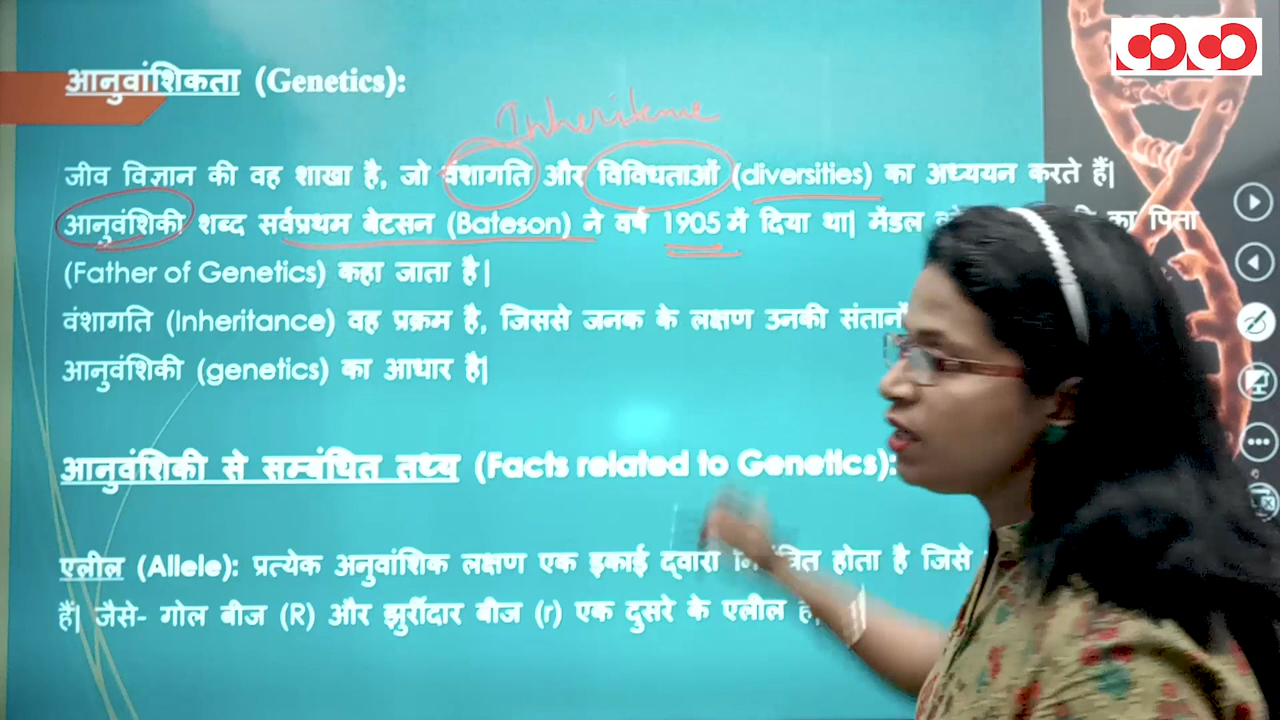 आनुवांशिकता (Genetics):
Inheritance
जीव विज्ञान की वह शाखा है, जो वंशागति और विविधताओं (diversities) का अध्ययन करते हैं|
आनुवंशिकी शब्द सर्वप्रथम बेटसन (Bateson) ने वर्ष 1905 में दिया था| मेंडल का पिता
(Father of Genetics) कहा जाता है|
वंशागति (Inheritance) वह प्रक्रम है, जिससे जनक के लक्षण उनकी संतानों
आनुवंशिकी (genetics) का आधार है|
आनुवंशिकी से सम्बंधित तथ्य (Facts related to Genetics):
एलील (Allele): प्रत्येक अनुवांशिक लक्षण एक इकाई द्वारा होता है जिसे
हैं| जैसे- गोल बीज (R) और झुर्रीदार बीज (r) एक दुसरे के एलील